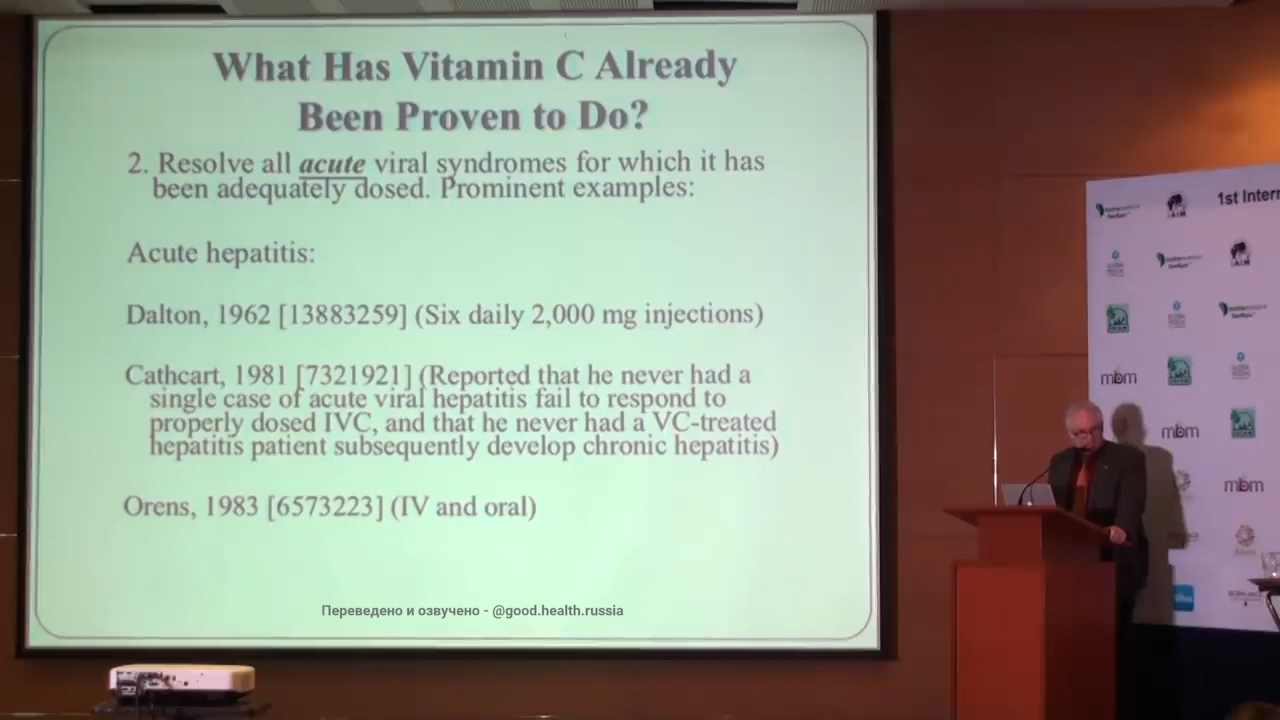 What Has Vitamin C Already
Been Proven to Do?
2. Resolve all acute viral syndromes for which it has
been adequately dosed. Prominent examples:
Acute hepatitis:
Dalton, 1962 [13883259] (Six daily 2,000 mg injections)
Cathcart, 1981 [7321921] (Reported that he never had a
single case of acute viral hepatitis fail to respond to
properly dosed IVC, and that he never had a VC-treated
hepatitis patient subsequently develop chronic hepatitis)
Orens, 1983 [6573223] (IV and oral)
Переведено и озвучено - @good.health.russia
1st Intern
mbm
mbm
mbm